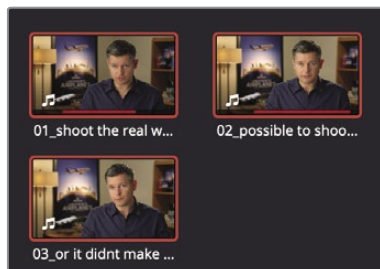 01_shoot the real w...
02_possible to shoo...
03_or it didnt make ...